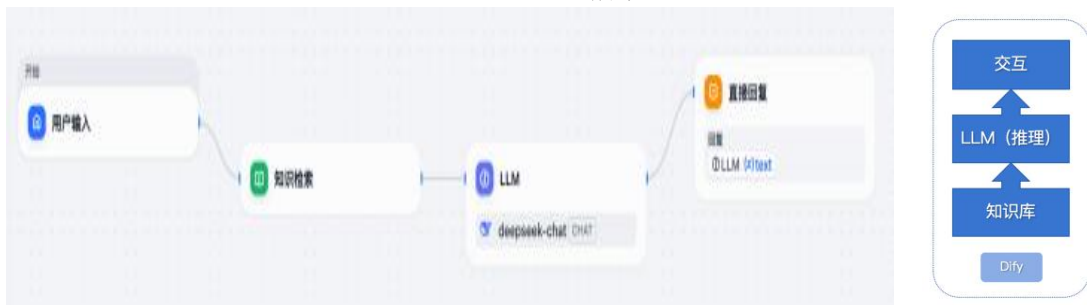 开始
用户输入
知识检索
LLM
deepseek-chat CHAT
直接回复
回复
LLM {x} text
交互
LLM（推理）
知识库
Dify